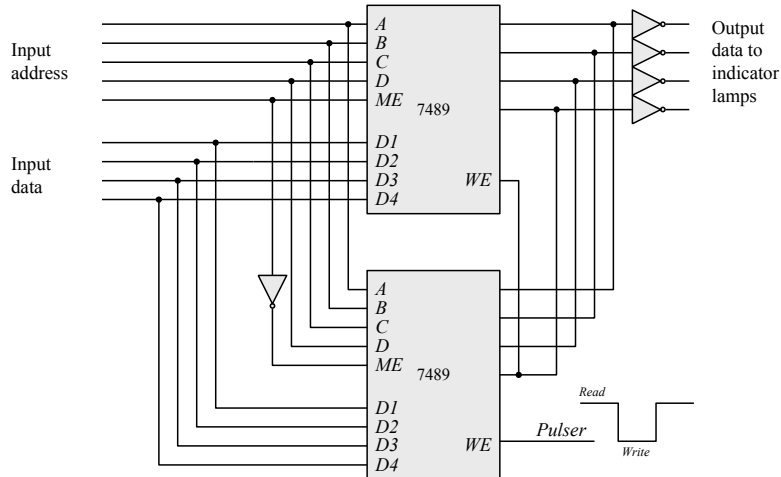 Input
address
Input
data
A
B
C
D
ME
D1
D2
D3
D4
7489
WE
Output
data to
indicator
lamps
A
B
C
D
ME
D1
D2
D3
D4
7489
WE
Pulser
Read
Write